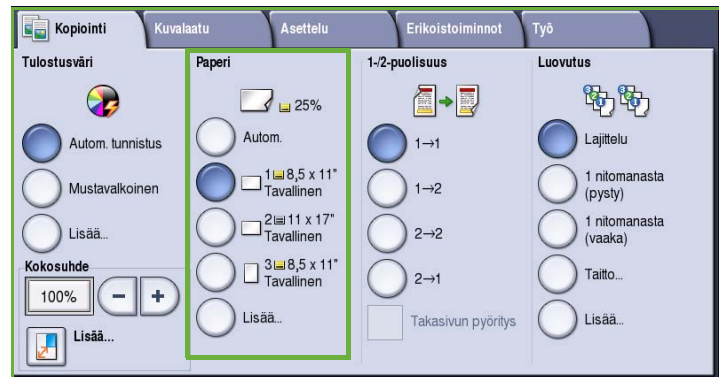 Kopiointi
Kuvalaatu
Asettelu
Erikoistoiminnot
Työ
Tulostusväri
Autom. tunnistus
Mustavalkoinen
Lisää...
Kokosuhde
100%
−
+
Lisää...
Paperi
25%
Autom.
1 8,5 x 11"
Tavallinen
2 11 x 17"
Tavallinen
3 8,5 x 11"
Tavallinen
Lisää...
1-/2-puolisuus
1→1
1→2
2→2
2→1
Takasivun pyöritys
Luovutus
Lajittelu
1 nitomanasta
(pysty)
1 nitomanasta
(vaaka)
Taitto...
Lisää...